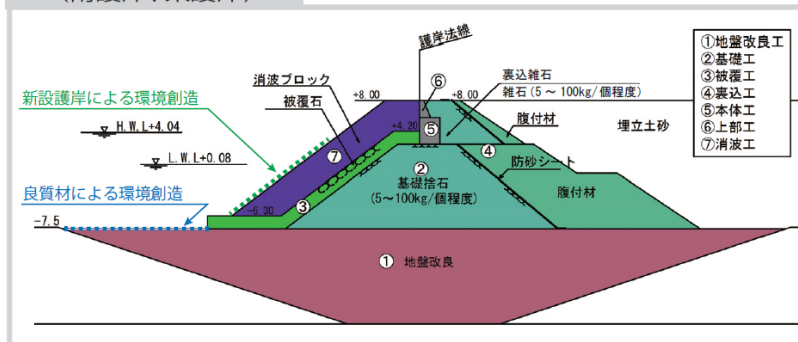 護岸法線
①地盤改良工
②基礎工
③被覆工
④裏込工
⑤本体工
⑥上部工
⑦消波工
消波ブロック
⑥
裏込雑石
雑石(5～100kg/個程度)
新設護岸による環境創造
被覆石
+8.00
+8.00
腹付材
埋立土砂
H.W.L+4.04
+4.20
⑤
⑦
④
防砂シート
L.W.L+0.08
②
基礎捨石
(5～100kg/個程度)
腹付材
良質材による環境創造
-6.30
③
-7.5
① 地盤改良